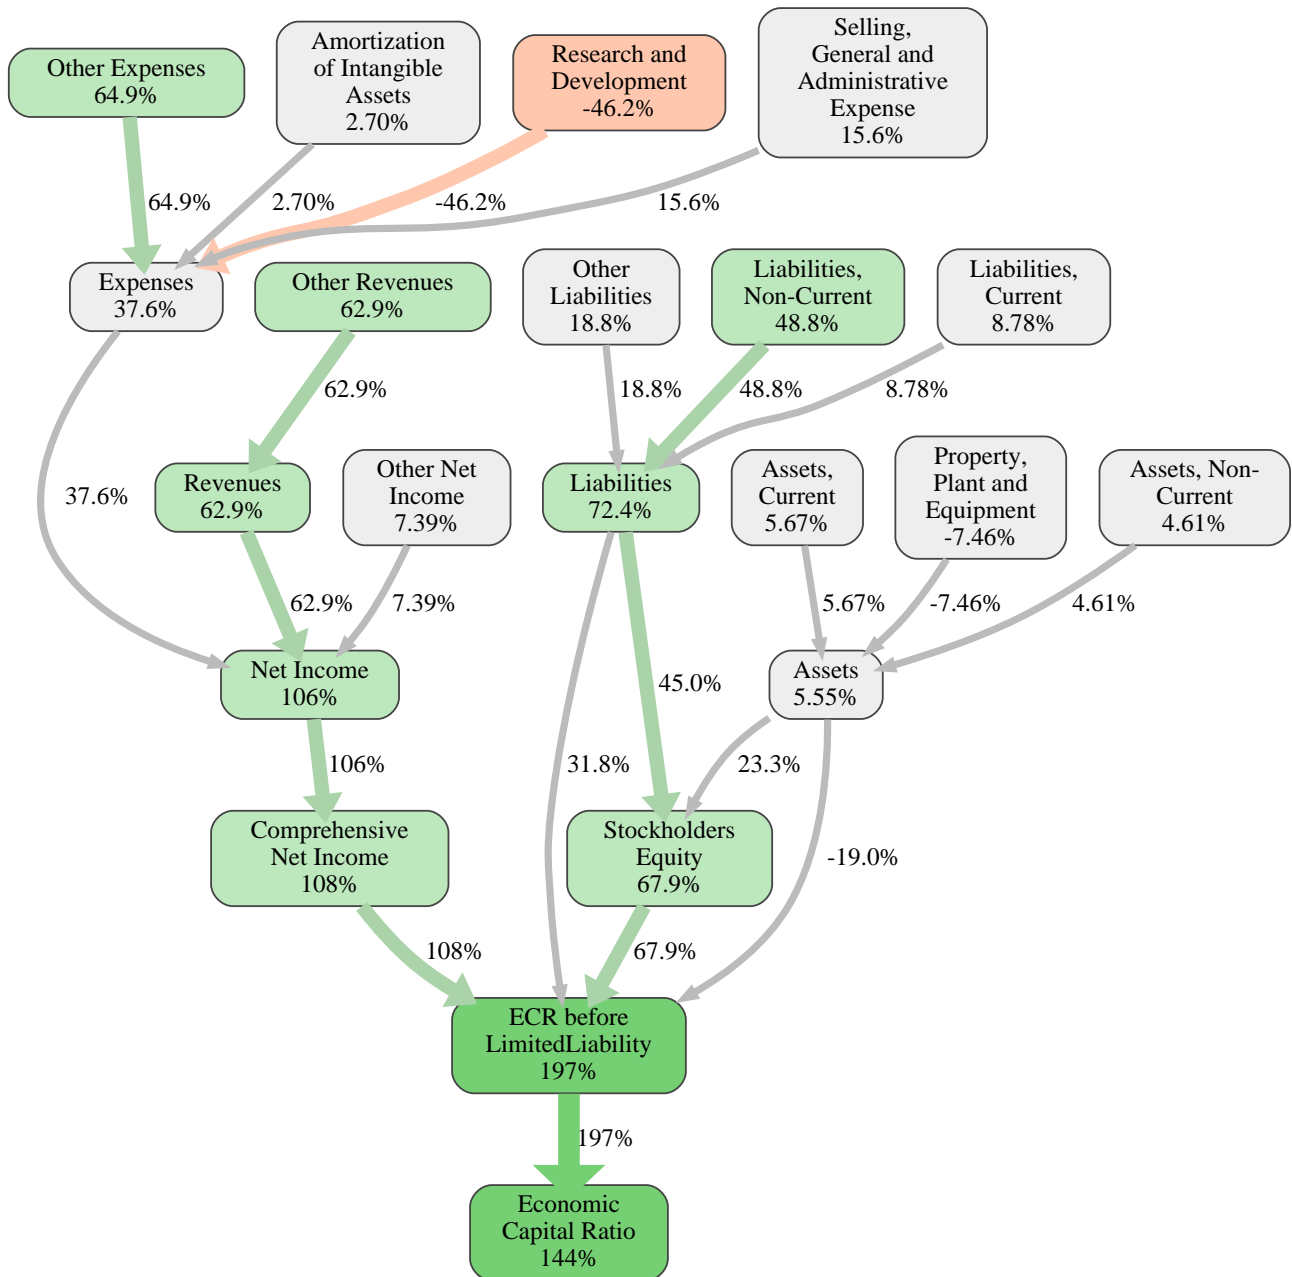 Other Expenses
64.9%
Amortization
of Intangible
Assets
2.70%
Research and
Development
-46.2%
Selling,
General and
Administrative
Expense
15.6%
64.9%
2.70%
-46.2%
15.6%
Expenses
37.6%
Other Revenues
62.9%
Other
Liabilities
18.8%
Liabilities,
Non-Current
48.8%
Liabilities,
Current
8.78%
62.9%
18.8%
48.8%
8.78%
37.6%
Revenues
62.9%
Other Net
Income
7.39%
Liabilities
72.4%
Assets,
Current
5.67%
Property,
Plant and
Equipment
-7.46%
Assets, Non-
Current
4.61%
62.9%
7.39%
5.67%
-7.46%
4.61%
Net Income
106%
45.0%
Assets
5.55%
106%
31.8%
23.3%
Comprehensive
Net Income
108%
Stockholders
Equity
67.9%
-19.0%
108%
67.9%
ECR before
LimitedLiability
197%
197%
Economic
Capital Ratio
144%